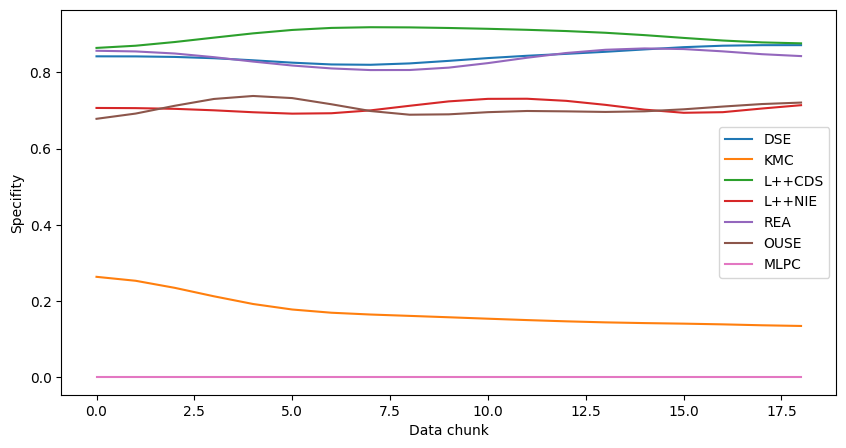 Specifity
0.8
0.6
0.4
0.2
0.0
0.0
2.5
5.0
7.5
10.0
12.5
15.0
17.5
Data chunk
DSE
KMC
L++CDS
L++NIE
REA
OUSE
MLPC